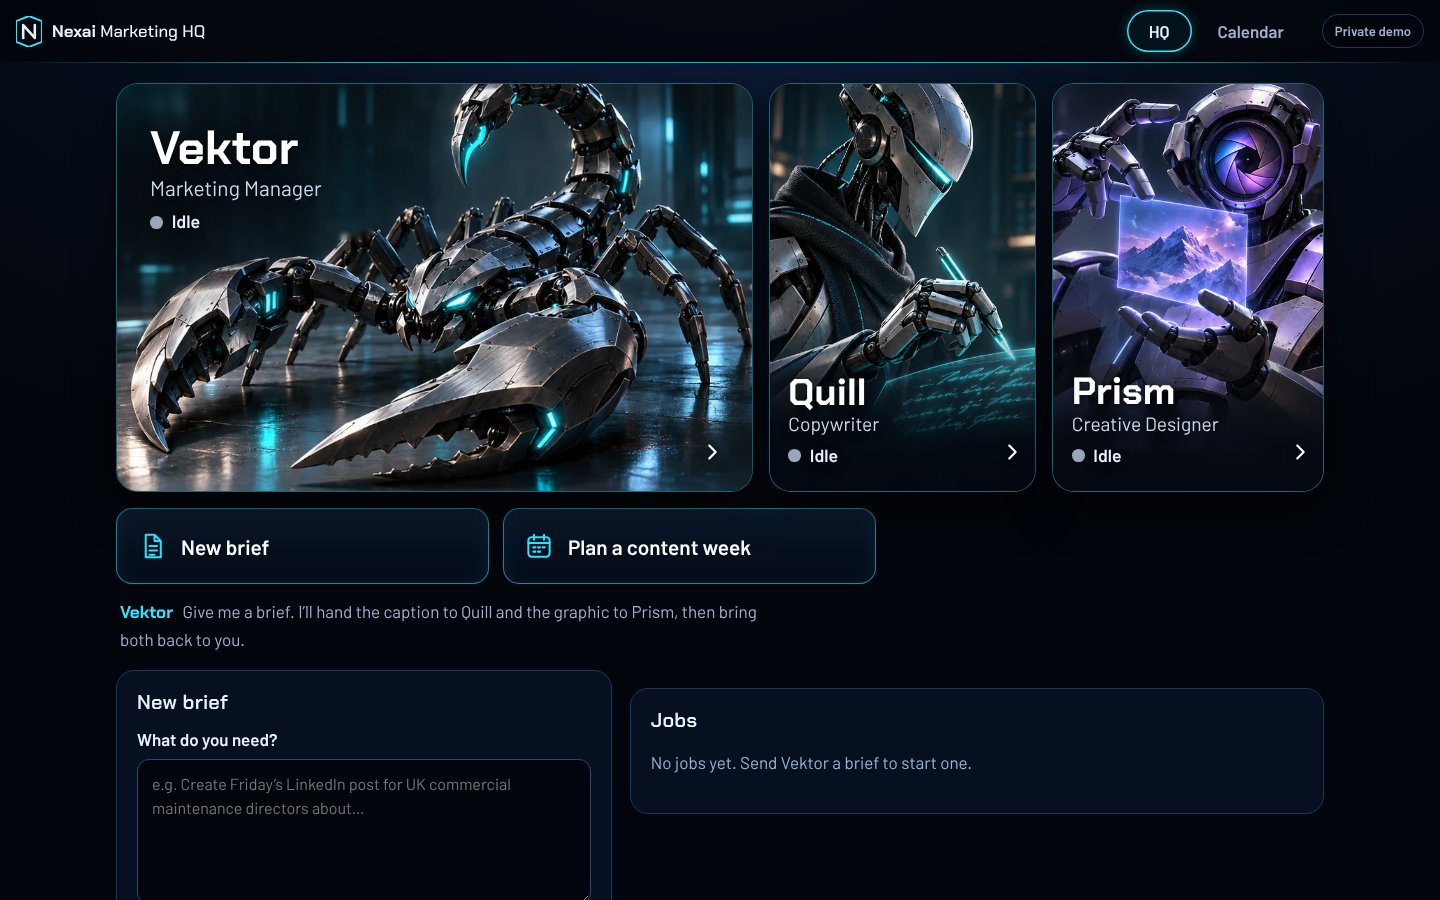 N Nexai Marketing HQ
HQ
Calendar
Private demo
Vektor
Marketing Manager
Idle
Quill
Copywriter
Idle
Prism
Creative Designer
Idle
New brief
Plan a content week
Vektor Give me a brief. I'll hand the caption to Quill and the graphic to Prism, then bring
both back to you.
New brief
What do you need?
e.g. Create Friday's LinkedIn post for UK commercial
maintenance directors about...
Jobs
No jobs yet. Send Vektor a brief to start one.